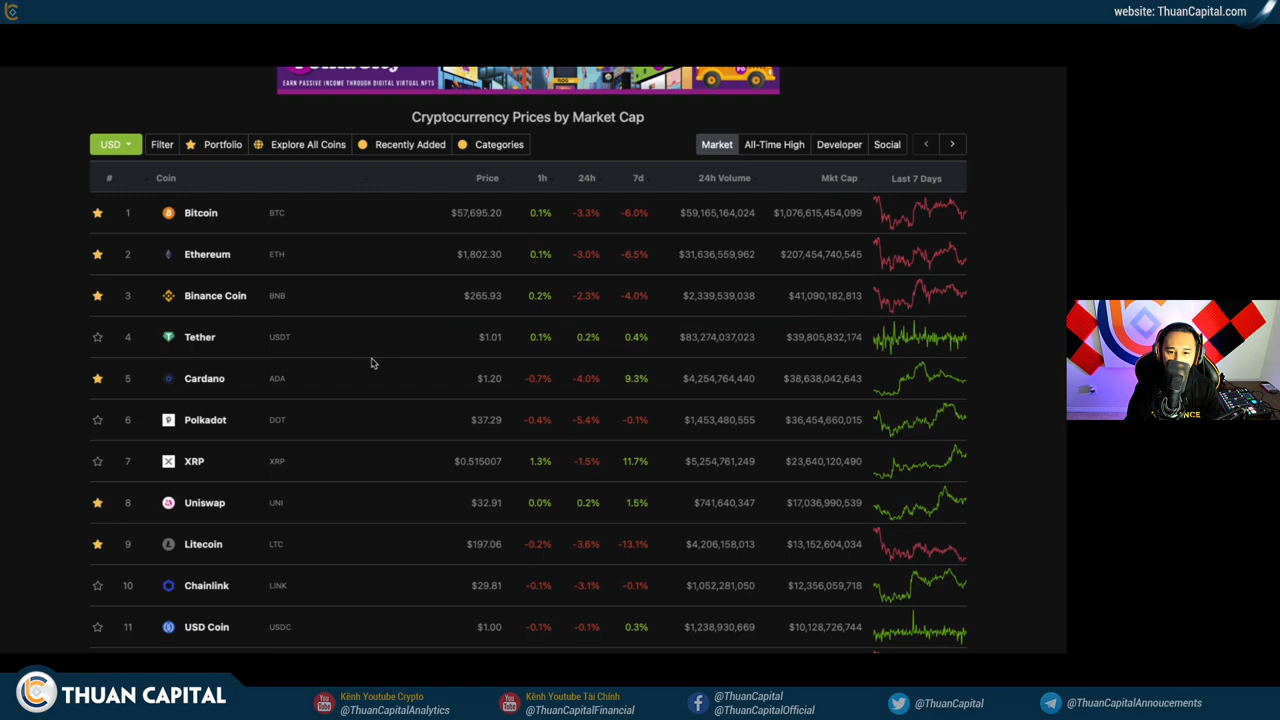 website: ThuanCapital.com
EARN PASSIVE INCOME THROUGH DIGITAL VIRTUAL NFTS
Cryptocurrency Prices by Market Cap
USD Filter Portfolio Explore All Coins Recently Added Categories Market All-Time High Developer Social
# Coin Price 1h 24h 7d 24h Volume Mkt Cap Last 7 Days
1 Bitcoin BTC $57,695.20 0.1% -3.3% -6.0% $59,165,164,024 $1,076,615,454,099
2 Ethereum ETH $1,802.30 0.1% -3.0% -6.5% $31,636,559,962 $207,454,740,545
3 Binance Coin BNB $265.93 0.2% -2.3% -4.0% $2,339,539,038 $41,090,182,813
4 Tether USDT $1.01 0.1% 0.2% 0.4% $83,274,037,023 $39,805,832,174
5 Cardano ADA $1.20 -0.7% -4.0% 9.3% $4,254,764,440 $38,638,042,643
6 Polkadot DOT $37.29 -0.4% -5.4% -0.1% $1,453,480,555 $36,454,660,015
7 XRP XRP $0.515007 1.3% -1.5% 11.7% $5,254,761,249 $23,640,120,490
8 Uniswap UNI $32.91 0.0% 0.2% 1.5% $741,640,347 $17,036,990,539
9 Litecoin LTC $197.06 -0.2% -3.6% -13.1% $4,206,158,013 $13,152,604,034
10 Chainlink LINK $29.81 -0.1% -3.1% -0.1% $1,052,281,050 $12,356,059,718
11 USD Coin USDC $1.00 -0.1% -0.1% 0.3% $1,238,930,669 $10,128,726,744
THUAN CAPITAL
Kênh Youtube Crypto
@ThuanCapitalAnalytics
Kênh Youtube Tài Chính
@ThuanCapitalFinancial
@ThuanCapital
@ThuanCapitalOfficial
@ThuanCapital
@ThuanCapitalAnnoucements